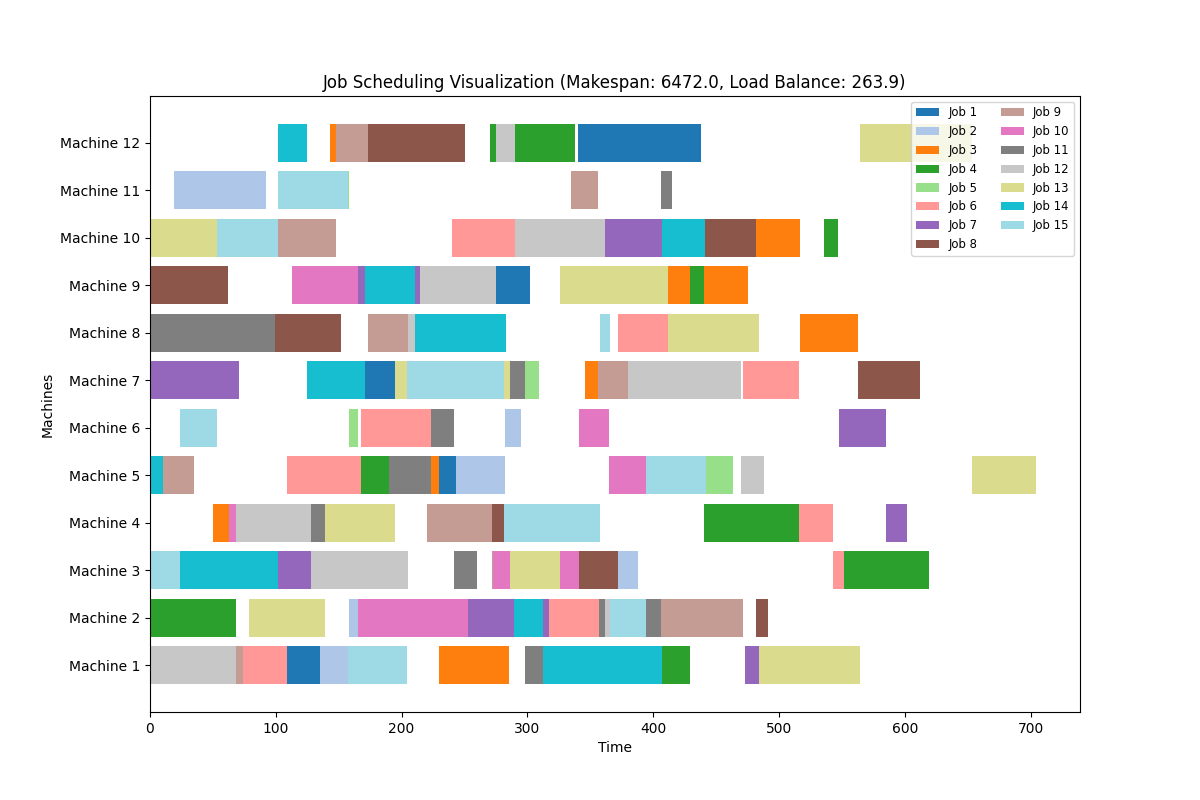 Job Scheduling Visualization (Makespan: 6472.0, Load Balance: 263.9)
Machine 12
Machine 11
Machine 10
Machine 9
Machine 8
Machine 7
Machine 6
Machine 5
Machine 4
Machine 3
Machine 2
Machine 1
Machines
0 100 200 300 400 500 600 700
Time
Job 1
Job 2
Job 3
Job 4
Job 5
Job 6
Job 7
Job 8
Job 9
Job 10
Job 11
Job 12
Job 13
Job 14
Job 15